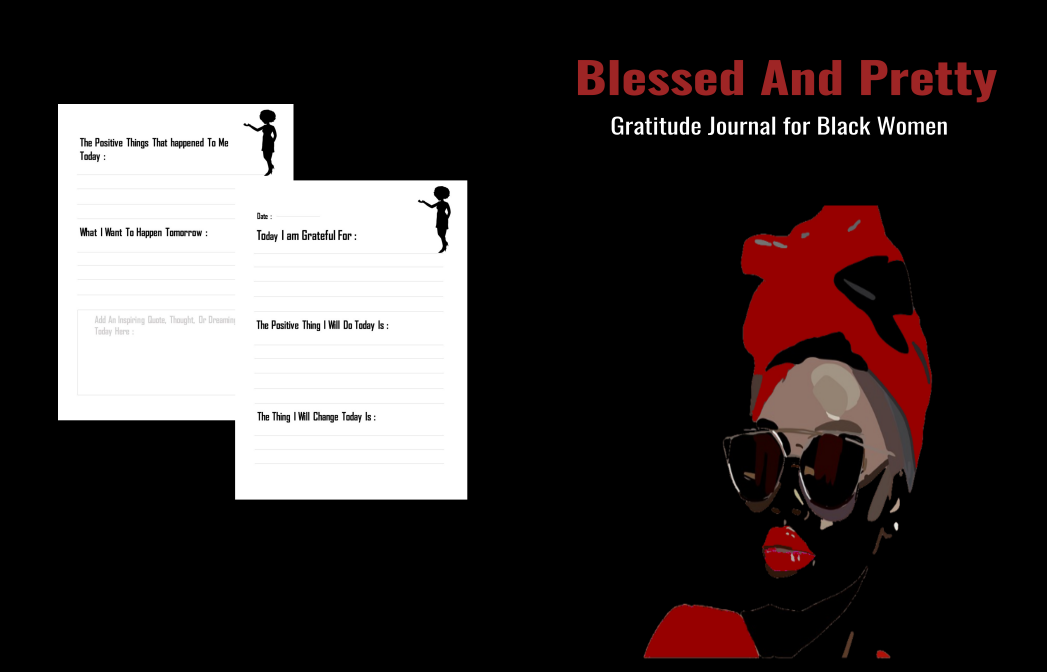 Blessed And Pretty
Gratitude Journal for Black Women
The Positive Things That happened To Me
Today :
What I Want To Happen Tomorrow :
Add An Inspiring Quote, Thought, Or Dreaming
Today Here :
Date :
Today I am Grateful For :
The Positive Thing I Will Do Today Is :
The Thing I Will Change Today Is :